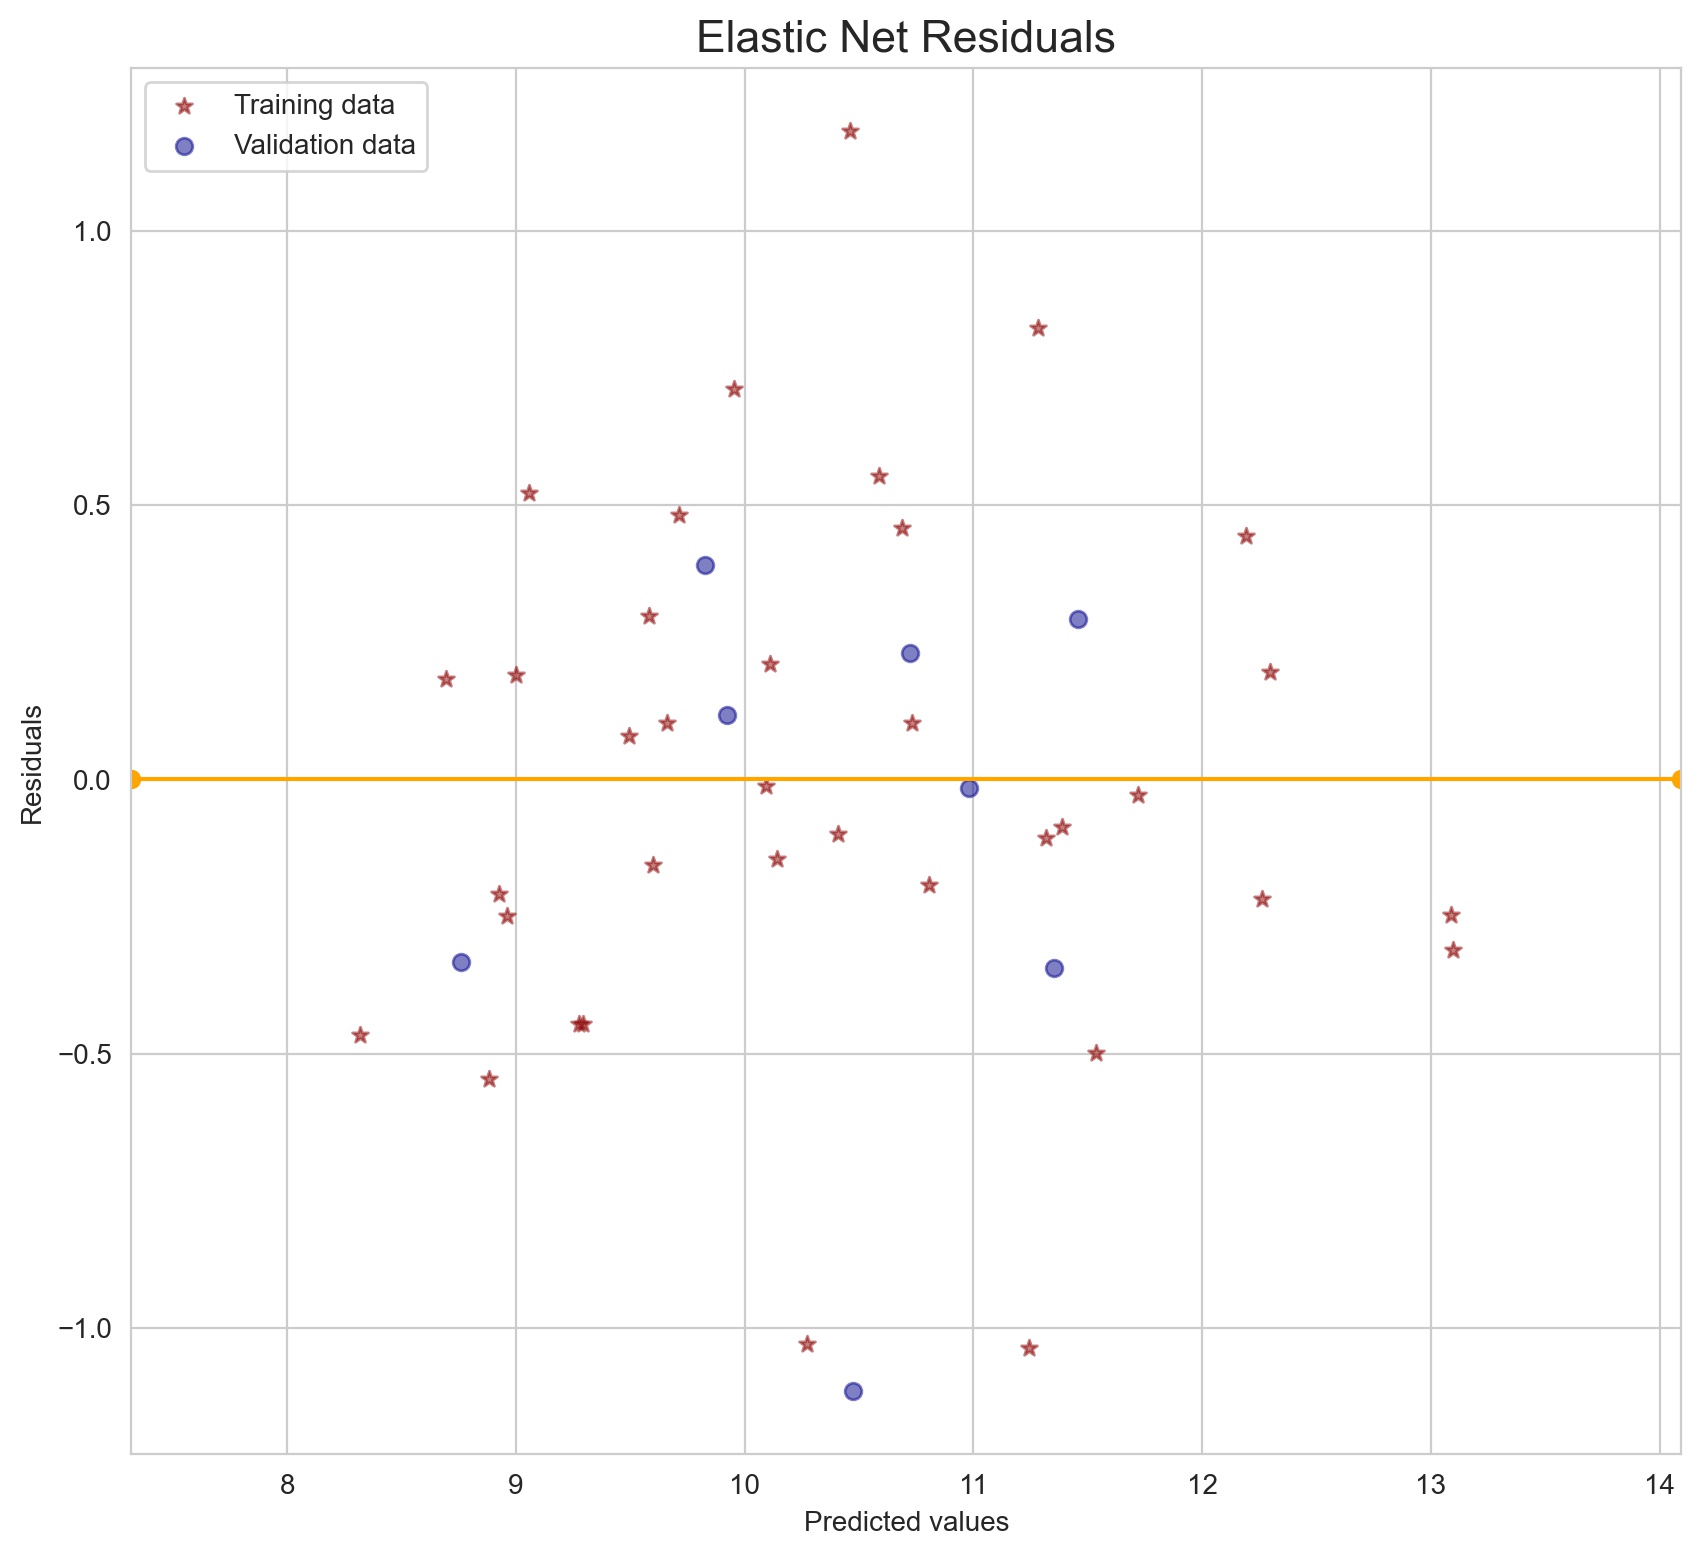 Elastic Net Residuals
Training data
Validation data
1.0
0.5
0.0
−0.5
−1.0
Residuals
8 9 10 11 12 13 14
Predicted values